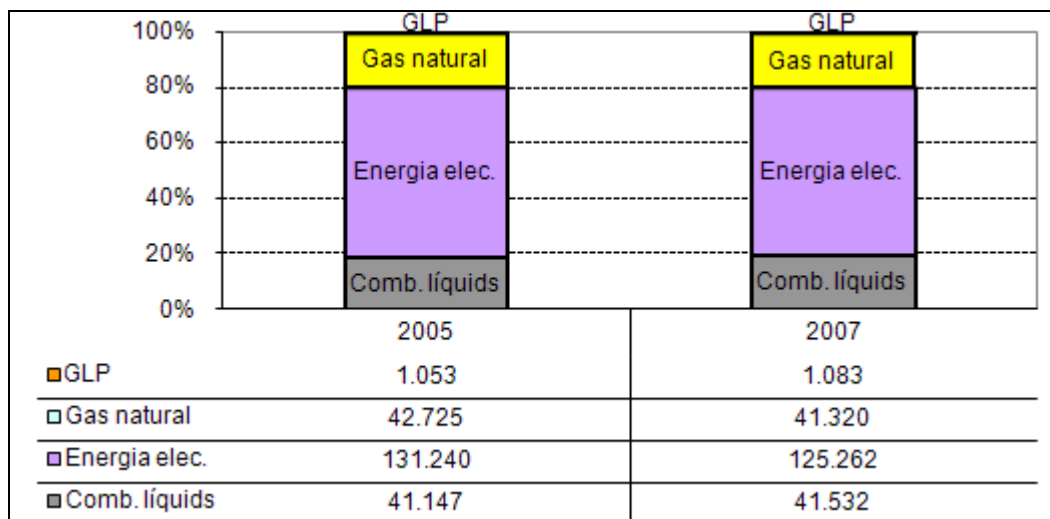 GLP GLP
100%
Gas natural Gas natural
80%
60%
Energia elec. Energia elec.
40%
20%
Comb. líquids Comb. líquids
0%
2005 2007
GLP 1.053 1.083
Gas natural 42.725 41.320
Energia elec. 131.240 125.262
Comb. líquids 41.147 41.532